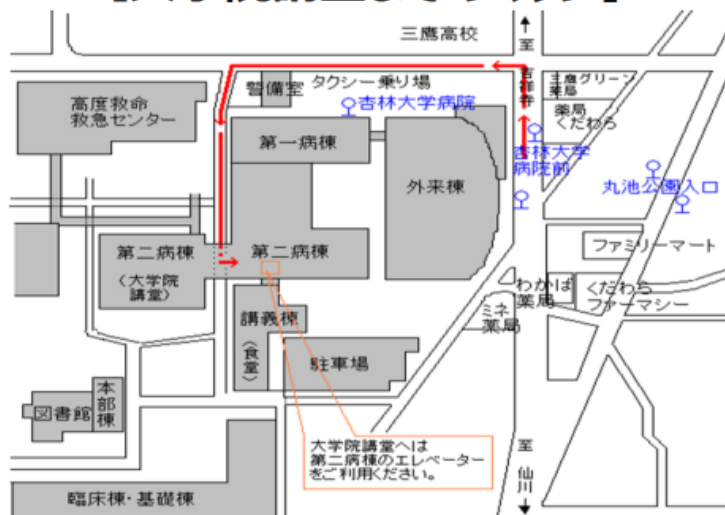 三鷹高校
至
吉祥寺
警備室
タクシー乗り場
三鷹グリーン
薬局
高度救命
救急センター
杏林大学病院
薬局
くだわら
第一病棟
杏林大学
病院前
外来棟
丸池公園入口
第二病棟
(大学院
講堂)
第二病棟
ファミリーマート
わかば
薬局
くだわら
ファーマシー
ミネ
薬局
講義棟
(食堂)
駐車場
本部棟
図書館
大学院講堂へは
第二病棟のエレベーター
をご利用ください。
至
仙川
臨床棟・基礎棟